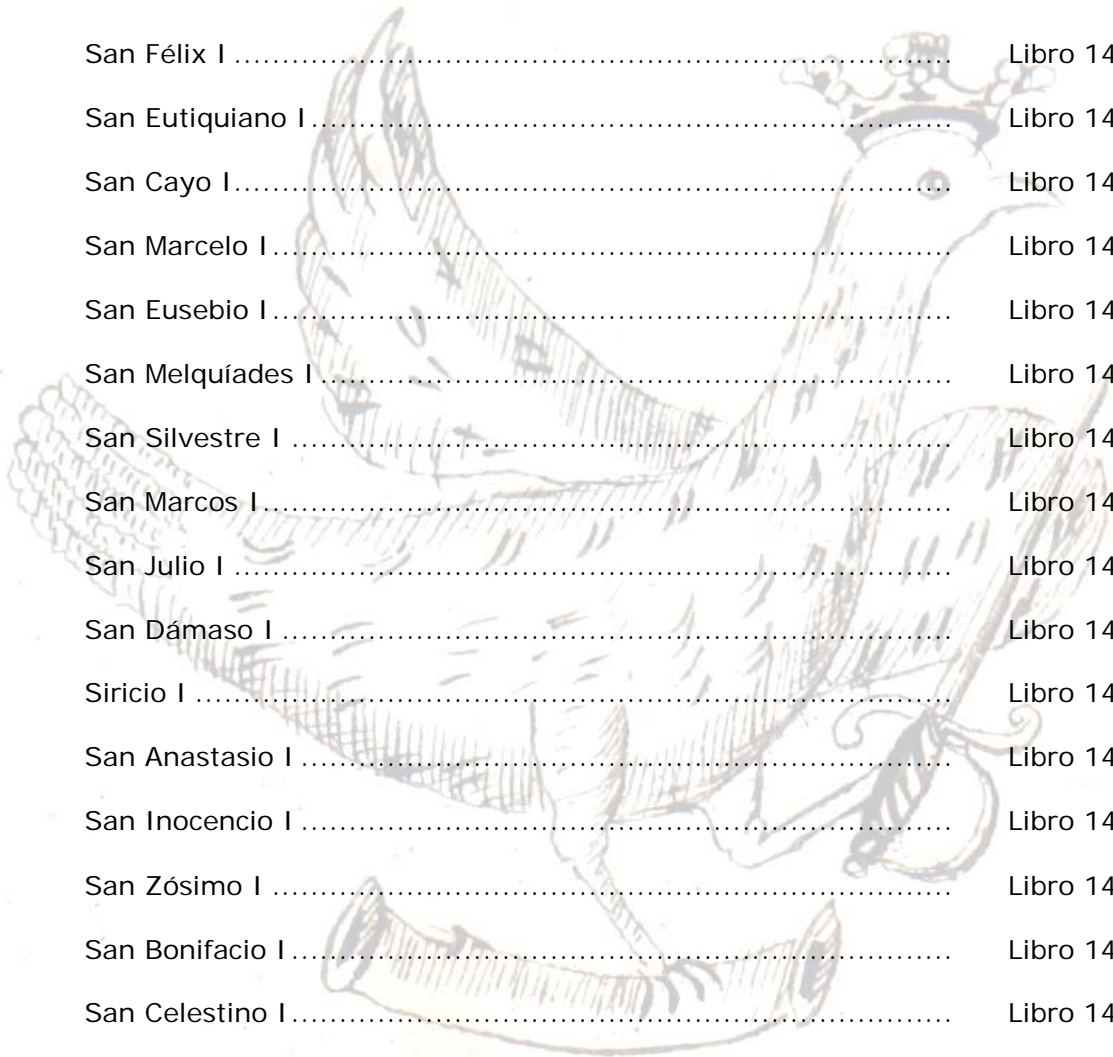 San Félix I ........................................................................ Libro 14
San Eutiquiano I ........................................................................ Libro 14
San Cayo I ........................................................................ Libro 14
San Marcelo I ........................................................................ Libro 14
San Eusebio I ........................................................................ Libro 14
San Melquíades I ........................................................................ Libro 14
San Silvestre I ........................................................................ Libro 14
San Marcos I ........................................................................ Libro 14
San Julio I ........................................................................ Libro 14
San Dámaso I ........................................................................ Libro 14
Siricio I ........................................................................ Libro 14
San Anastasio I ........................................................................ Libro 14
San Inocencio I ........................................................................ Libro 14
San Zósimo I ........................................................................ Libro 14
San Bonifacio I ........................................................................ Libro 14
San Celestino I ........................................................................ Libro 14